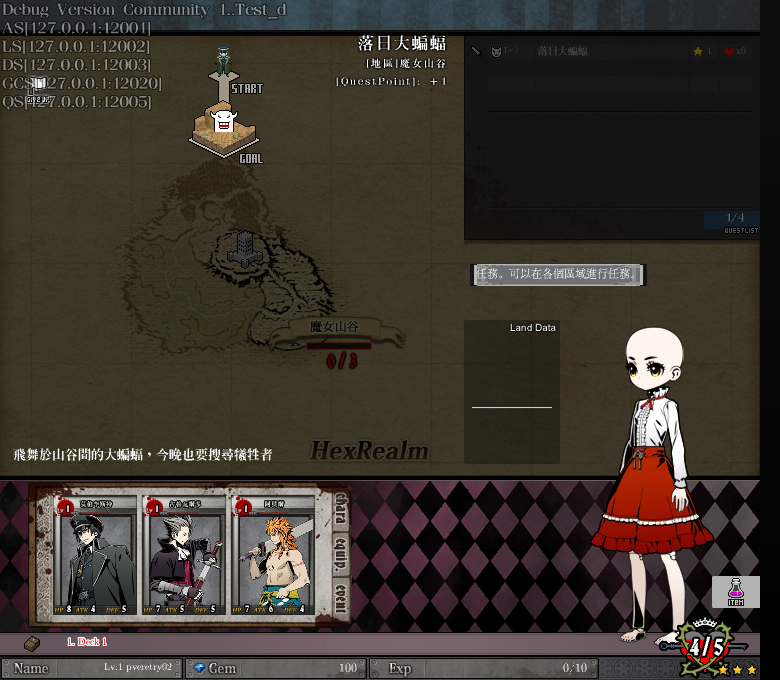 Debug Version Community 1..Test_d
AS[127.0.0.1:12001]
LS[127.0.0.1:12002]
DS[127.0.0.1:12003]
GCS[127.0.0.1:12020]
QS[127.0.0.1:12005]
落日大蝙蝠
[地區]魔女山谷
[QuestPoint]: +1
START
GOAL
Lv1 落日大蝙蝠 1 x0
1/4
QUESTLIST
任務。可以在各個區域進行任務。
魔女山谷
0/3
Land Data
飛舞於山谷間的大蝙蝠，今晚也要搜尋犧牲者
HexRealm
1 1 1
HP 8 ATK 4 DEF 5
HP 7 ATK 5 DEF 5
HP 7 ATK 6 DEF 4
chara
equip.
event
ITEM
1. Deck 1
4/5
Name Lv.1 pveretry02
Gem 100
Exp 0/10